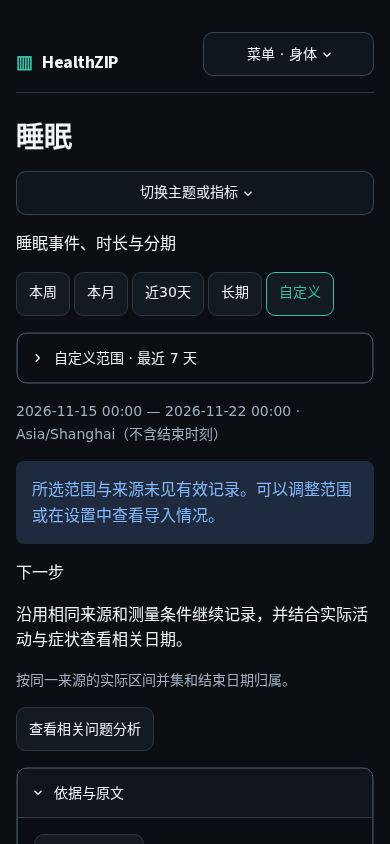 HealthZIP
菜单 · 身体
睡眠
切换主题或指标
睡眠事件、时长与分期
本周
本月
近30天
长期
自定义
自定义范围 · 最近 7 天
2026-11-15 00:00 — 2026-11-22 00:00 ·
Asia/Shanghai（不含结束时刻）
所选范围与来源未见有效记录。可以调整范围
或在设置中查看导入情况。
下一步
沿用相同来源和测量条件继续记录，并结合实际活
动与症状查看相关日期。
按同一来源的实际区间并集和结束日期归属。
查看相关问题分析
依据与原文